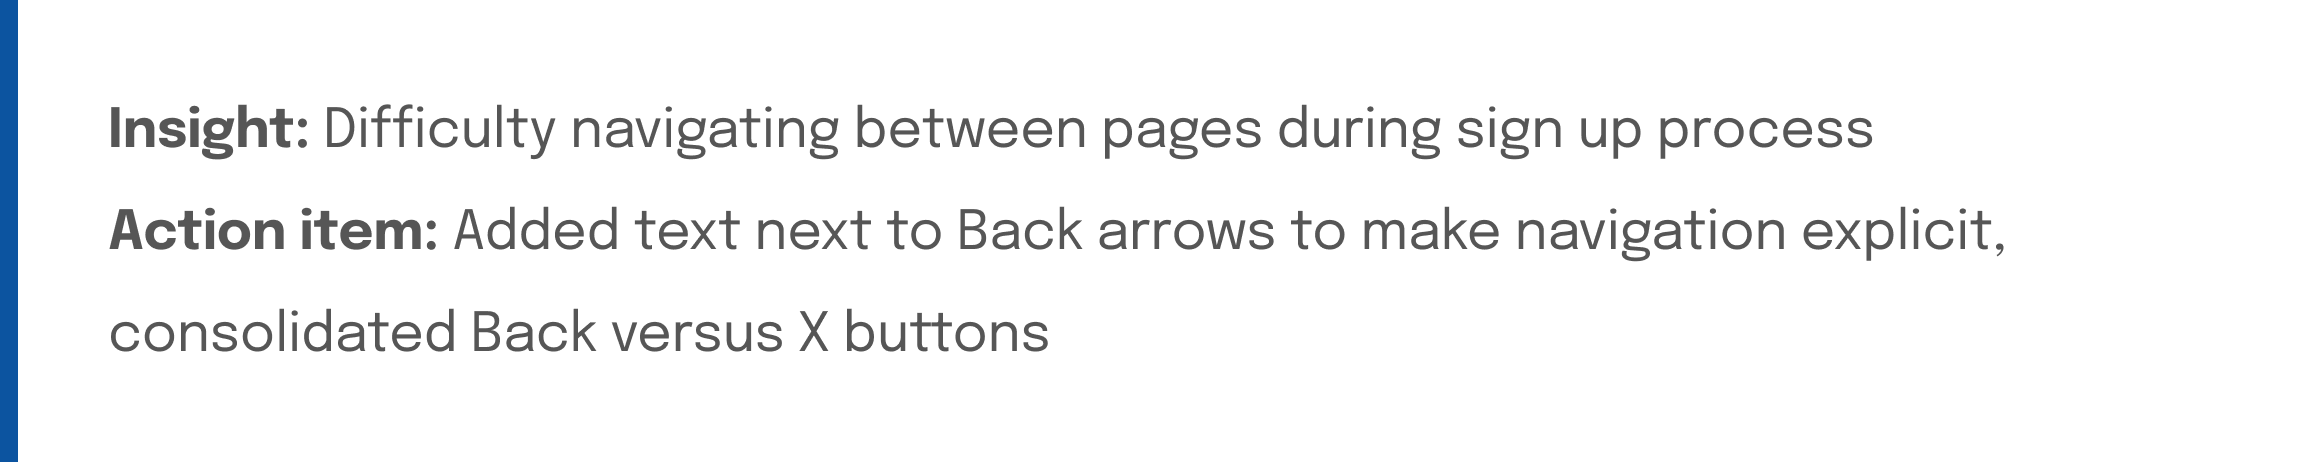 Insight: Difficulty navigating between pages during sign up process
Action item: Added text next to Back arrows to make navigation explicit,
consolidated Back versus X buttons